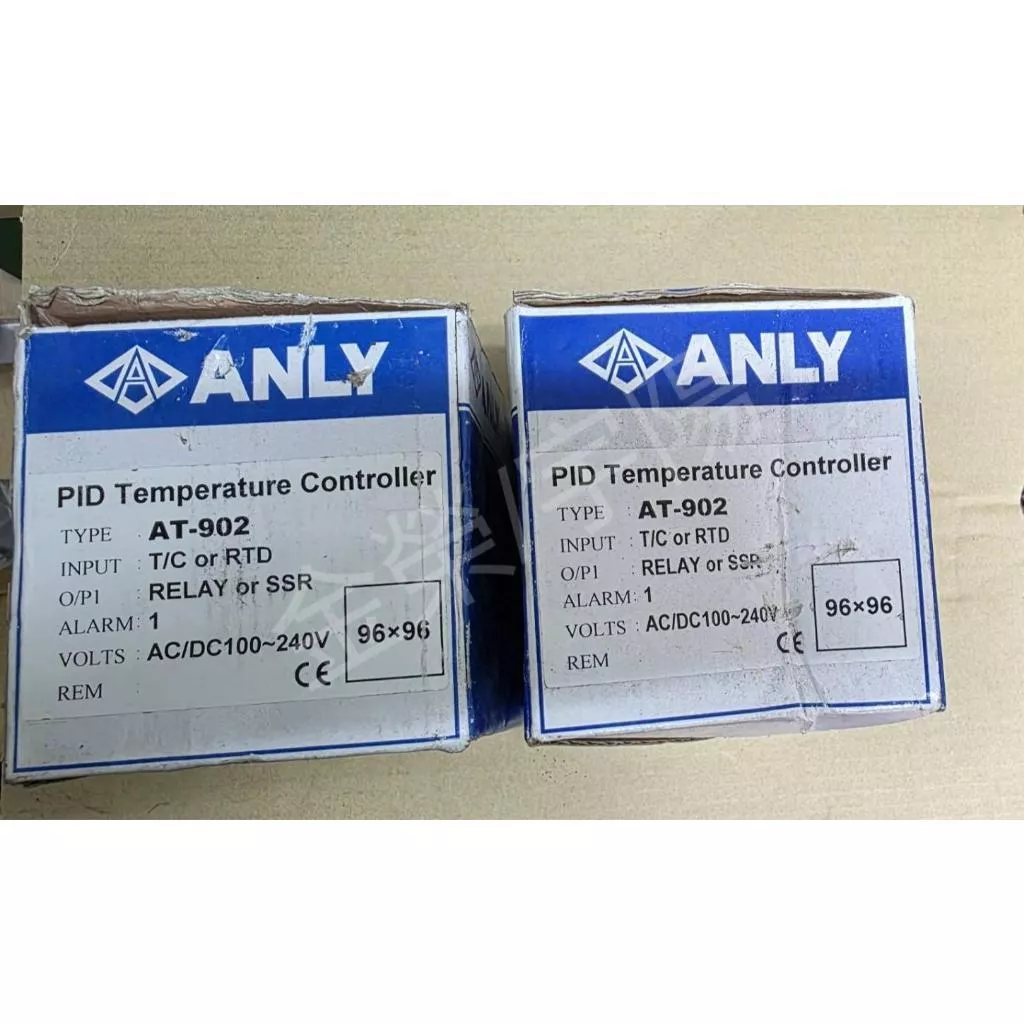 ANLY
PID Temperature Controller
TYPE : AT-902
INPUT : T/C or RTD
O/P1 : RELAY or SSR
ALARM: 1
VOLTS : AC/DC100~240V
REM :
CE
96×96
ANLY
PID Temperature Controller
TYPE : AT-902
INPUT : T/C or RTD
O/P1 : RELAY or SSR
ALARM: 1
VOLTS : AC/DC100~240V
REM :
CE
96×96